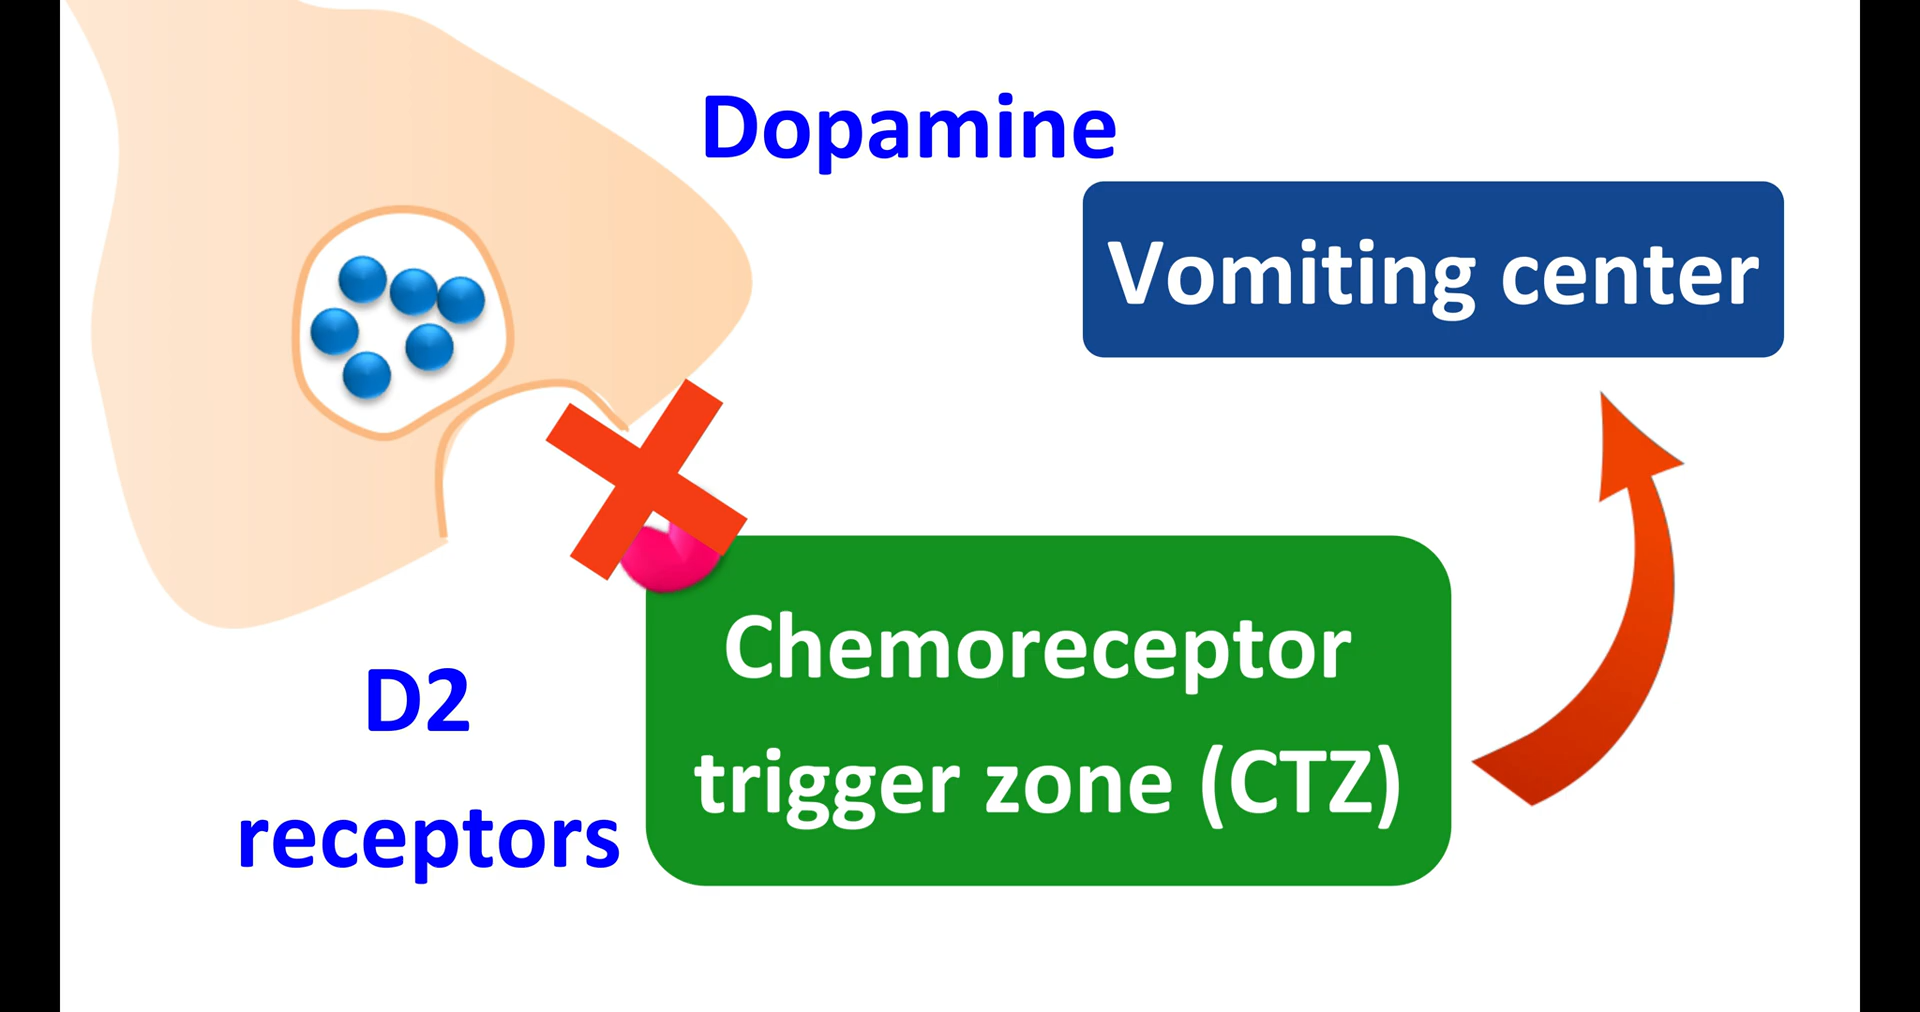 Dopamine
Vomiting center
Chemoreceptor
trigger zone (CTZ)
D2
receptors